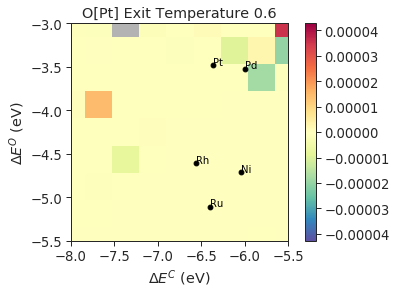 O[Pt] Exit Temperature 0.6
−3.0
−3.5
−4.0
−4.5
−5.0
−5.5
ΔE^O (eV)
−8.0 −7.5 −7.0 −6.5 −6.0 −5.5
ΔE^C (eV)
Pt
Pd
Rh
Ni
Ru
0.00004
0.00003
0.00002
0.00001
0.00000
−0.00001
−0.00002
−0.00003
−0.00004